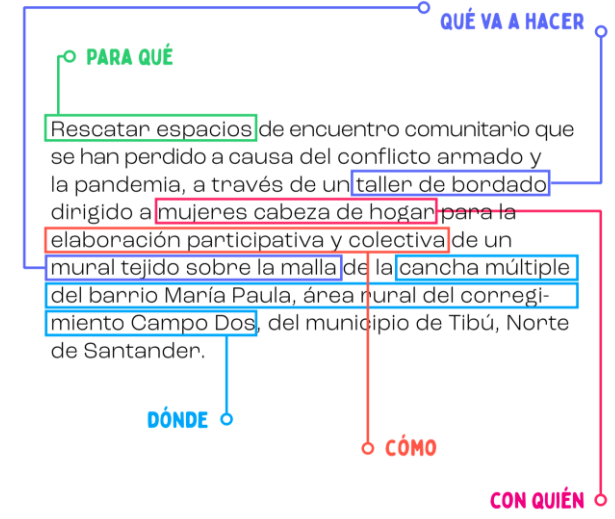 QUÉ VA A HACER
PARA QUÉ
Rescatar espacios de encuentro comunitario que
se han perdido a causa del conflicto armado y
la pandemia, a través de un taller de bordado
dirigido a mujeres cabeza de hogar para la
elaboración participativa y colectiva de un
mural tejido sobre la malla de la cancha múltiple
del barrio María Paula, área rural del corregi-
miento Campo Dos, del municipio de Tibú, Norte
de Santander.
DÓNDE
CÓMO
CON QUIÉN